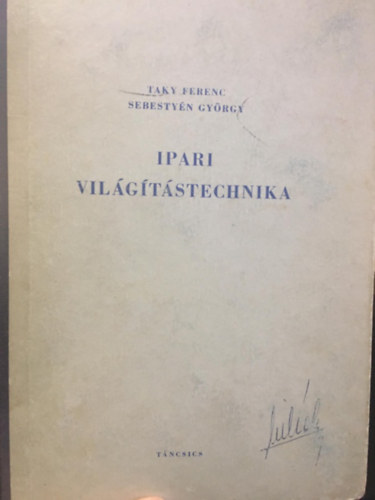 TAKY FERENC
SEBESTYÉN GYÖRGY
IPARI
VILÁGÍTÁSTECHNIKA
TÁNCSICS